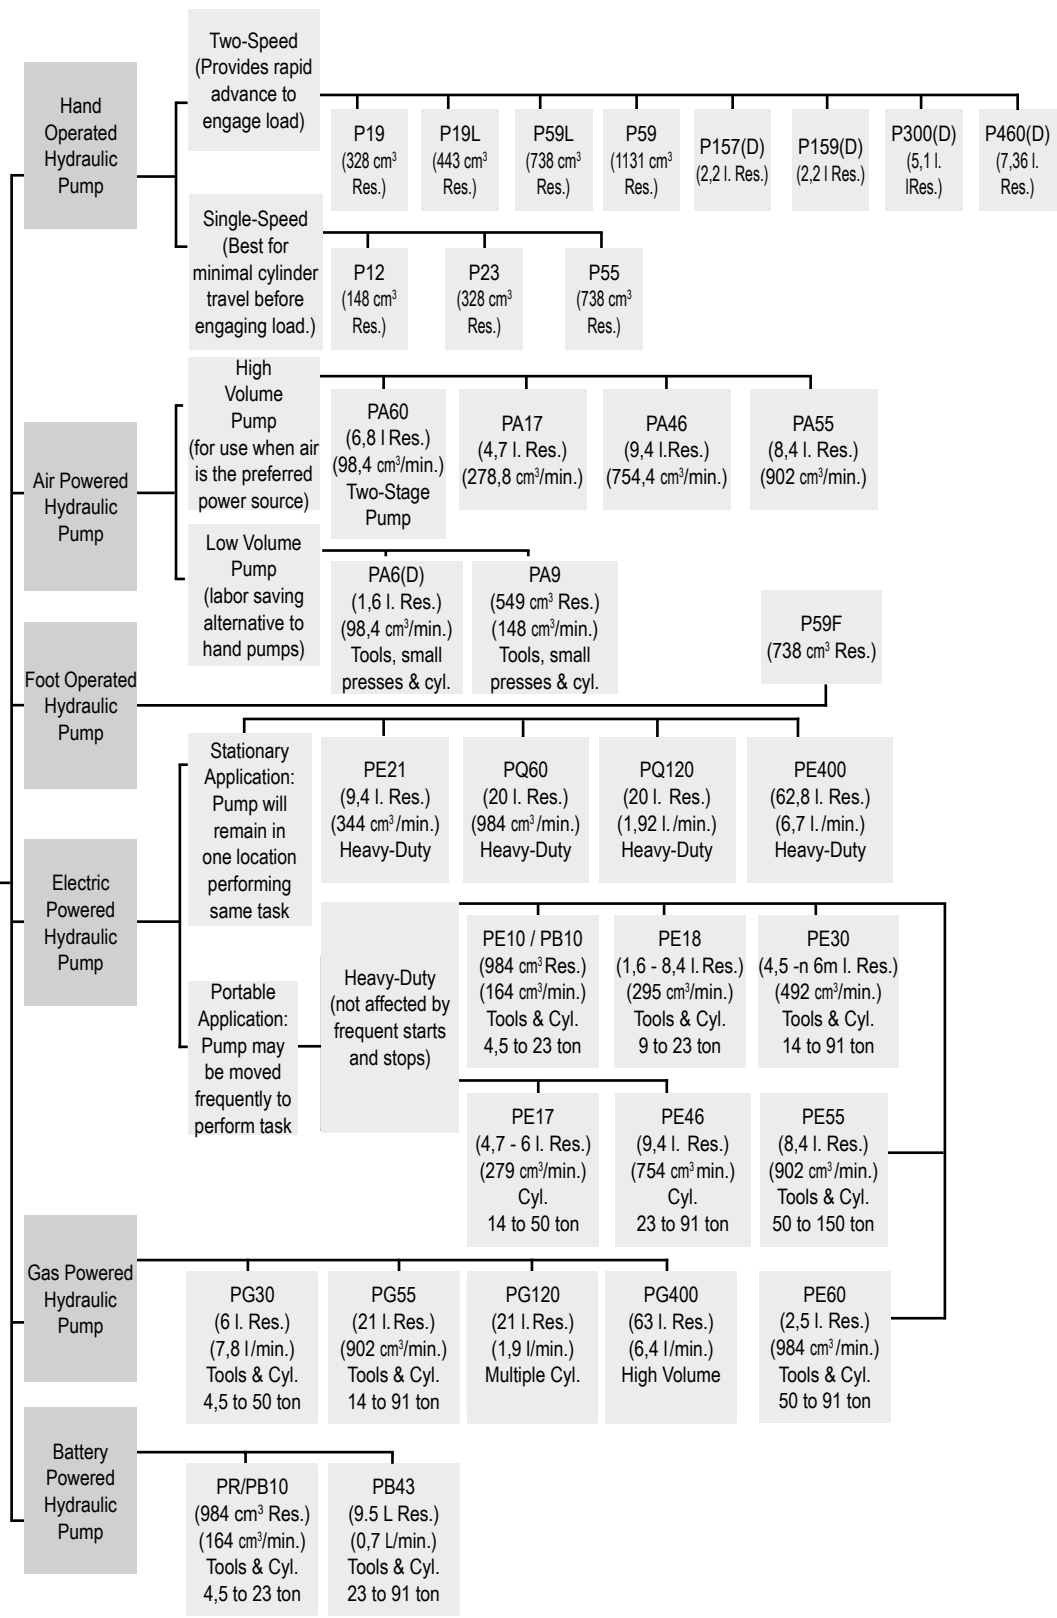 Hand
Operated
Hydraulic
Pump
Two-Speed
(Provides rapid
advance to
engage load)
P19
(328 cm³
Res.)
P19L
(443 cm³
Res.)
P59L
(738 cm³
Res.)
P59
(1131 cm³
Res.)
P157(D)
(2,2 l. Res.)
P159(D)
(2,2 l Res.)
P300(D)
(5,1 l.
lRes.)
P460(D)
(7,36 l.
Res.)
Single-Speed
(Best for
minimal cylinder
travel before
engaging load.)
P12
(148 cm³
Res.)
P23
(328 cm³
Res.)
P55
(738 cm³
Res.)
Air Powered
Hydraulic
Pump
High
Volume
Pump
(for use when air
is the preferred
power source)
PA60
(6,8 l Res.)
(98,4 cm³/min.)
Two-Stage
Pump
PA17
(4,7 l. Res.)
(278,8 cm³/min.)
PA46
(9,4 l.Res.)
(754,4 cm³/min.)
PA55
(8,4 l. Res.)
(902 cm³/min.)
Low Volume
Pump
(labor saving
alternative to
hand pumps)
PA6(D)
(1,6 l. Res.)
(98,4 cm³/min.)
Tools, small
presses & cyl.
PA9
(549 cm³ Res.)
(148 cm³/min.)
Tools, small
presses & cyl.
Foot Operated
Hydraulic
Pump
P59F
(738 cm³ Res.)
Electric
Powered
Hydraulic
Pump
Stationary
Application:
Pump will
remain in
one location
performing
same task
PE21
(9,4 l. Res.)
(344 cm³/min.)
Heavy-Duty
PQ60
(20 l. Res.)
(984 cm³/min.)
Heavy-Duty
PQ120
(20 l. Res.)
(1,92 l./min.)
Heavy-Duty
PE400
(62,8 l. Res.)
(6,7 l./min.)
Heavy-Duty
Portable
Application:
Pump may
be moved
frequently to
perform task
Heavy-Duty
(not affected by
frequent starts
and stops)
PE10 / PB10
(984 cm³ Res.)
(164 cm³/min.)
Tools & Cyl.
4,5 to 23 ton
PE18
(1,6 - 8,4 l. Res.)
(295 cm³/min.)
Tools & Cyl.
9 to 23 ton
PE30
(4,5 -n 6m l. Res.)
(492 cm³/min.)
Tools & Cyl.
14 to 91 ton
PE17
(4,7 - 6 l. Res.)
(279 cm³/min.)
Cyl.
14 to 50 ton
PE46
(9,4 l. Res.)
(754 cm³ min.)
Cyl.
23 to 91 ton
PE55
(8,4 l. Res.)
(902 cm³/min.)
Tools & Cyl.
50 to 150 ton
PE60
(2,5 l. Res.)
(984 cm³/min.)
Tools & Cyl.
50 to 91 ton
Gas Powered
Hydraulic
Pump
PG30
(6 l. Res.)
(7,8 l/min.)
Tools & Cyl.
4,5 to 50 ton
PG55
(21 l. Res.)
(902 cm³/min.)
Tools & Cyl.
14 to 91 ton
PG120
(21 l. Res.)
(1,9 l/min.)
Multiple Cyl.
PG400
(63 l. Res.)
(6,4 l/min.)
High Volume
Battery
Powered
Hydraulic
Pump
PR/PB10
(984 cm³ Res.)
(164 cm³/min.)
Tools & Cyl.
4,5 to 23 ton
PB43
(9.5 L Res.)
(0,7 L/min.)
Tools & Cyl.
23 to 91 ton